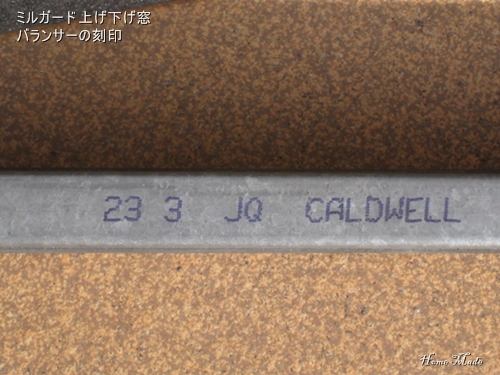 ミルガード上げ下げ窓
バランサーの刻印
23 3 JQ CALDWELL
Home Made